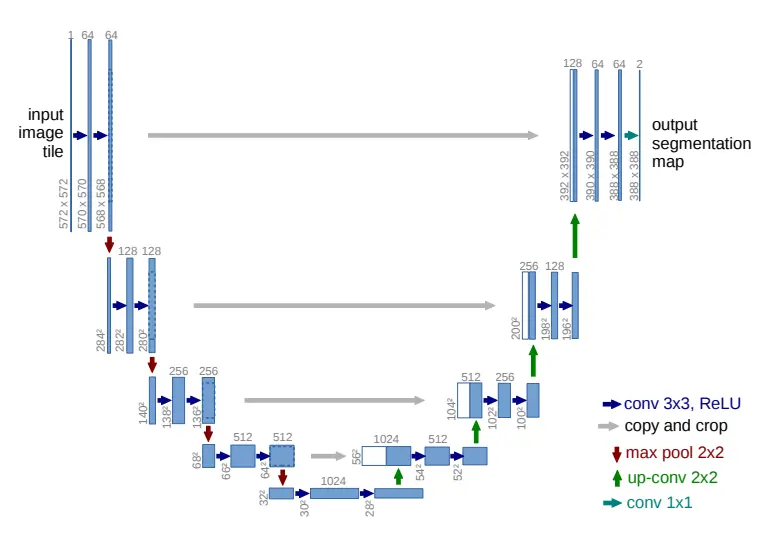 1 64 64
input
image
tile
572 x 572
570 x 570
568 x 568
128 64 64 2
output
segmentation
map
392 x 392
390 x 390
388 x 388
388 x 388
128 128
284²
282²
280²
256 128
200²
198²
196²
256 256
140²
138²
136²
512 256
104²
102²
100²
512 512
68²
66²
64²
1024 512
56²
54²
52²
1024
32²
30²
28²
conv 3x3, ReLU
copy and crop
max pool 2x2
up-conv 2x2
conv 1x1